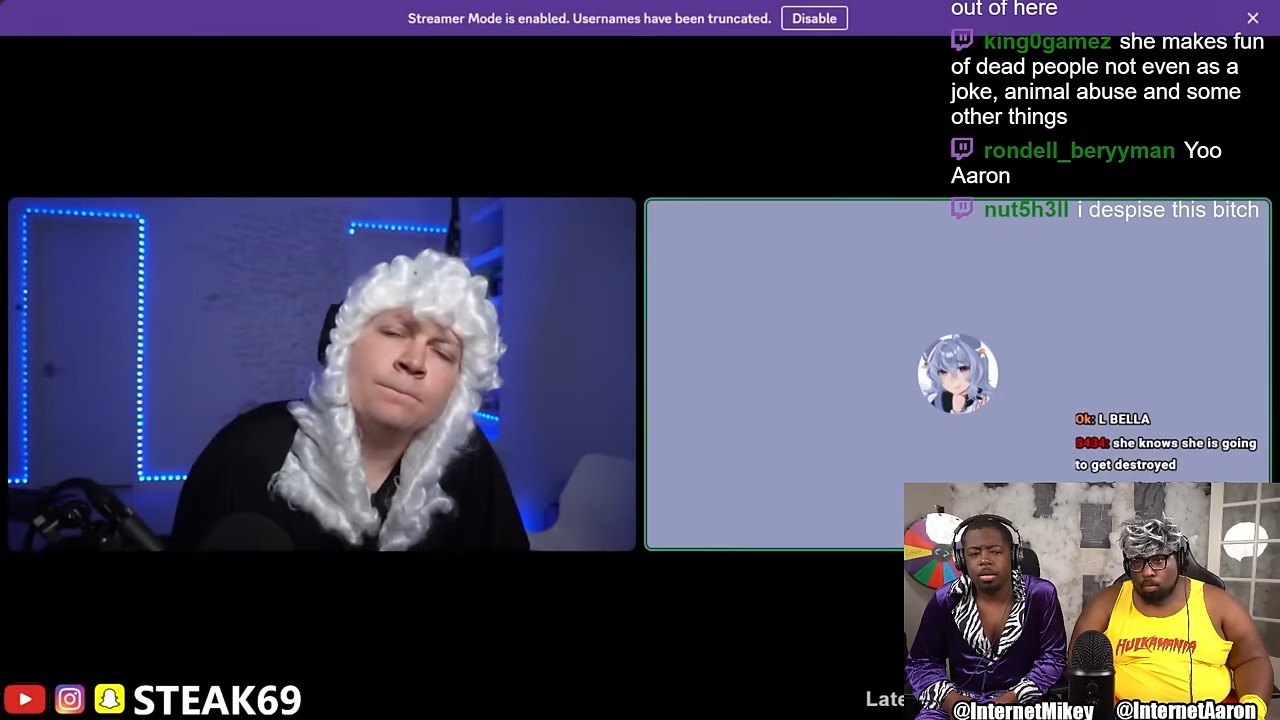 Streamer Mode is enabled. Usernames have been truncated.
Disable
out of here
king0gamez she makes fun
of dead people not even as a
joke, animal abuse and some
other things
rondell_beryyman Yoo
Aaron
nut5h3ll i despise this bitch
Ok: L BELLA
S434: she knows she is going
to get destroyed
HULKAMANIA
STEAK69
Late
@InternetMikey
@InternetAaron